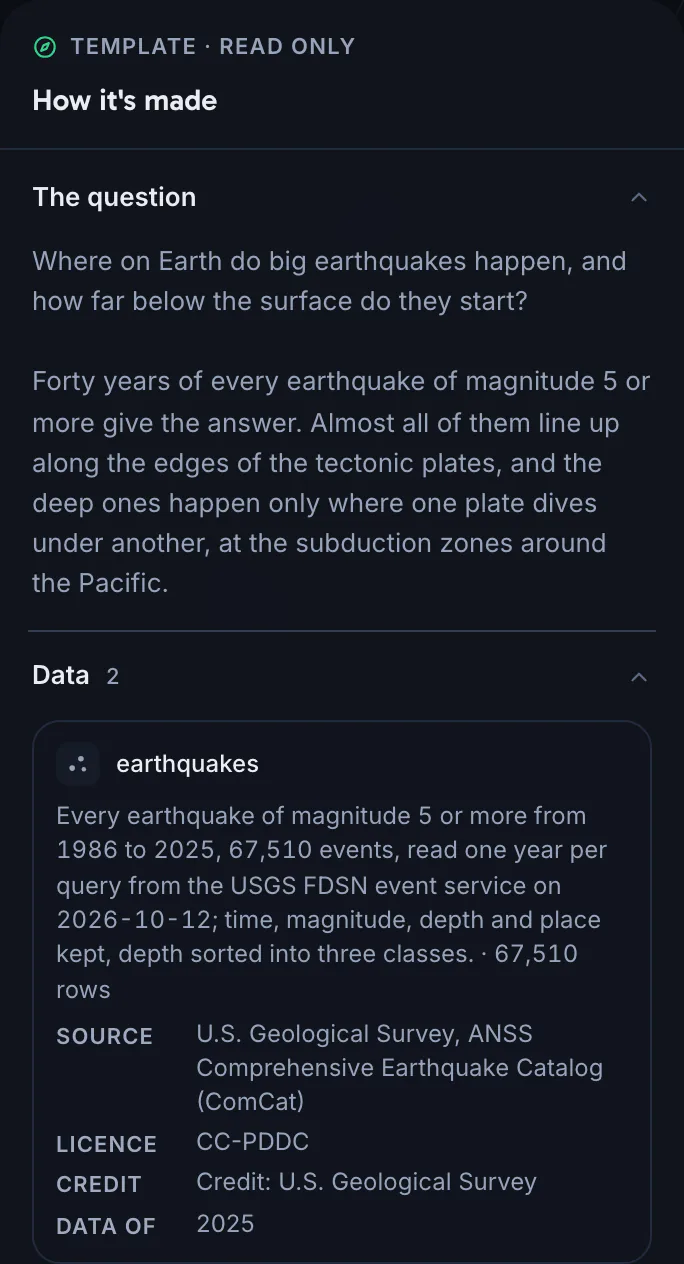 TEMPLATE · READ ONLY
How it's made
The question
Where on Earth do big earthquakes happen, and
how far below the surface do they start?
Forty years of every earthquake of magnitude 5 or
more give the answer. Almost all of them line up
along the edges of the tectonic plates, and the
deep ones happen only where one plate dives
under another, at the subduction zones around
the Pacific.
Data 2
earthquakes
Every earthquake of magnitude 5 or more from
1986 to 2025, 67,510 events, read one year per
query from the USGS FDSN event service on
2026-10-12; time, magnitude, depth and place
kept, depth sorted into three classes. · 67,510
rows
SOURCE U.S. Geological Survey, ANSS
Comprehensive Earthquake Catalog
(ComCat)
LICENCE CC-PDDC
CREDIT Credit: U.S. Geological Survey
DATA OF 2025